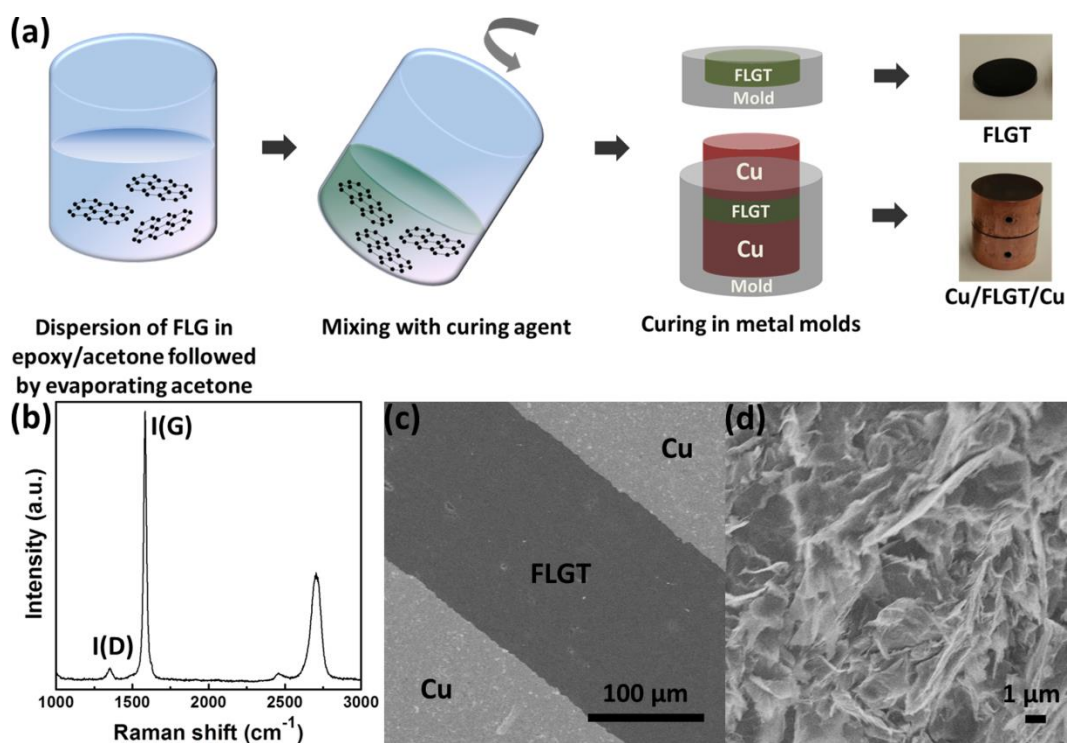 (a)
FLGT
Mold
FLGT
Cu
FLGT
Cu
Mold
Cu/FLGT/Cu
Dispersion of FLG in
epoxy/acetone followed
by evaporating acetone
Mixing with curing agent
Curing in metal molds
(b)
I(G)
I(D)
Intensity (a.u.)
1000 1500 2000 2500 3000
Raman shift (cm⁻¹)
(c)
Cu
FLGT
Cu
100 μm
(d)
1 μm